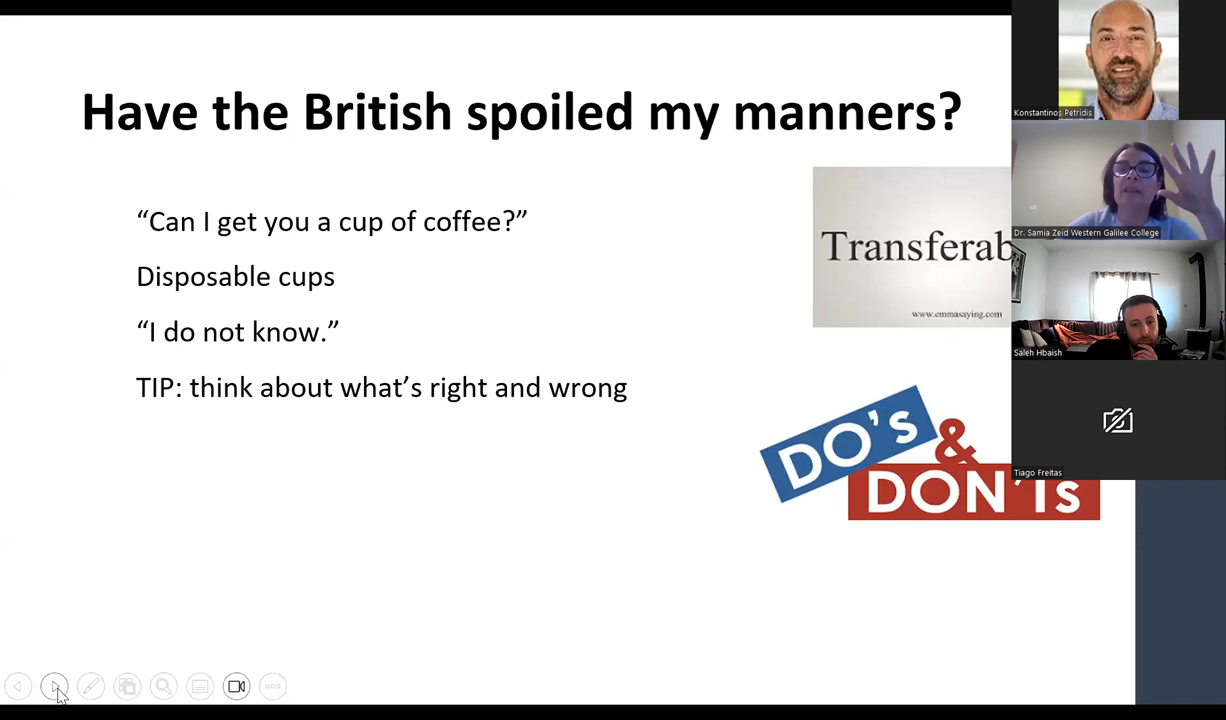 Have the British spoiled my manners?
“Can I get you a cup of coffee?”
Disposable cups
“I do not know.”
TIP: think about what’s right and wrong
Transferab
www.emmasaying.com
DO’s
&
DON’Ts
Konstantinos Petridis
Dr. Samia Zeid Western Galilee College
Saleh Hbaish
Tiago Freitas